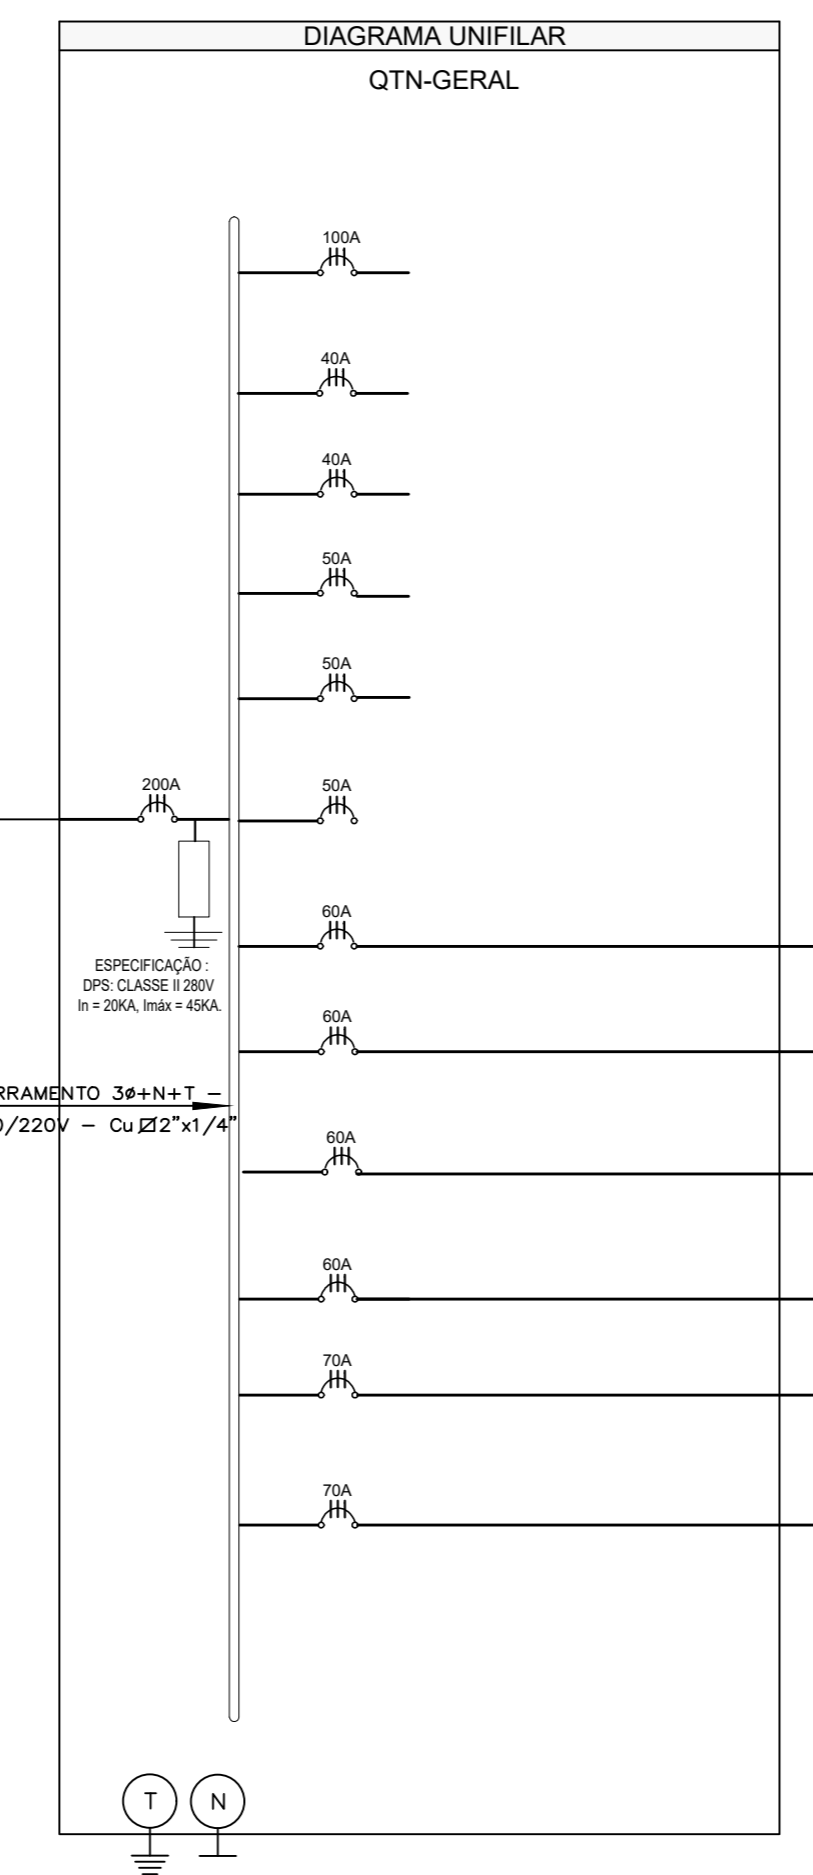 DIAGRAMA UNIFILAR
QTN-GERAL
100A
40A
40A
50A
50A
200A
50A
60A
ESPECIFICAÇÃO :
DPS: CLASSE II 280V
In = 20KA, Imáx = 45KA.
60A
RRAMENTO 3ø+N+T –
0/220V – Cu 2"x1/4"
60A
60A
70A
70A
T N